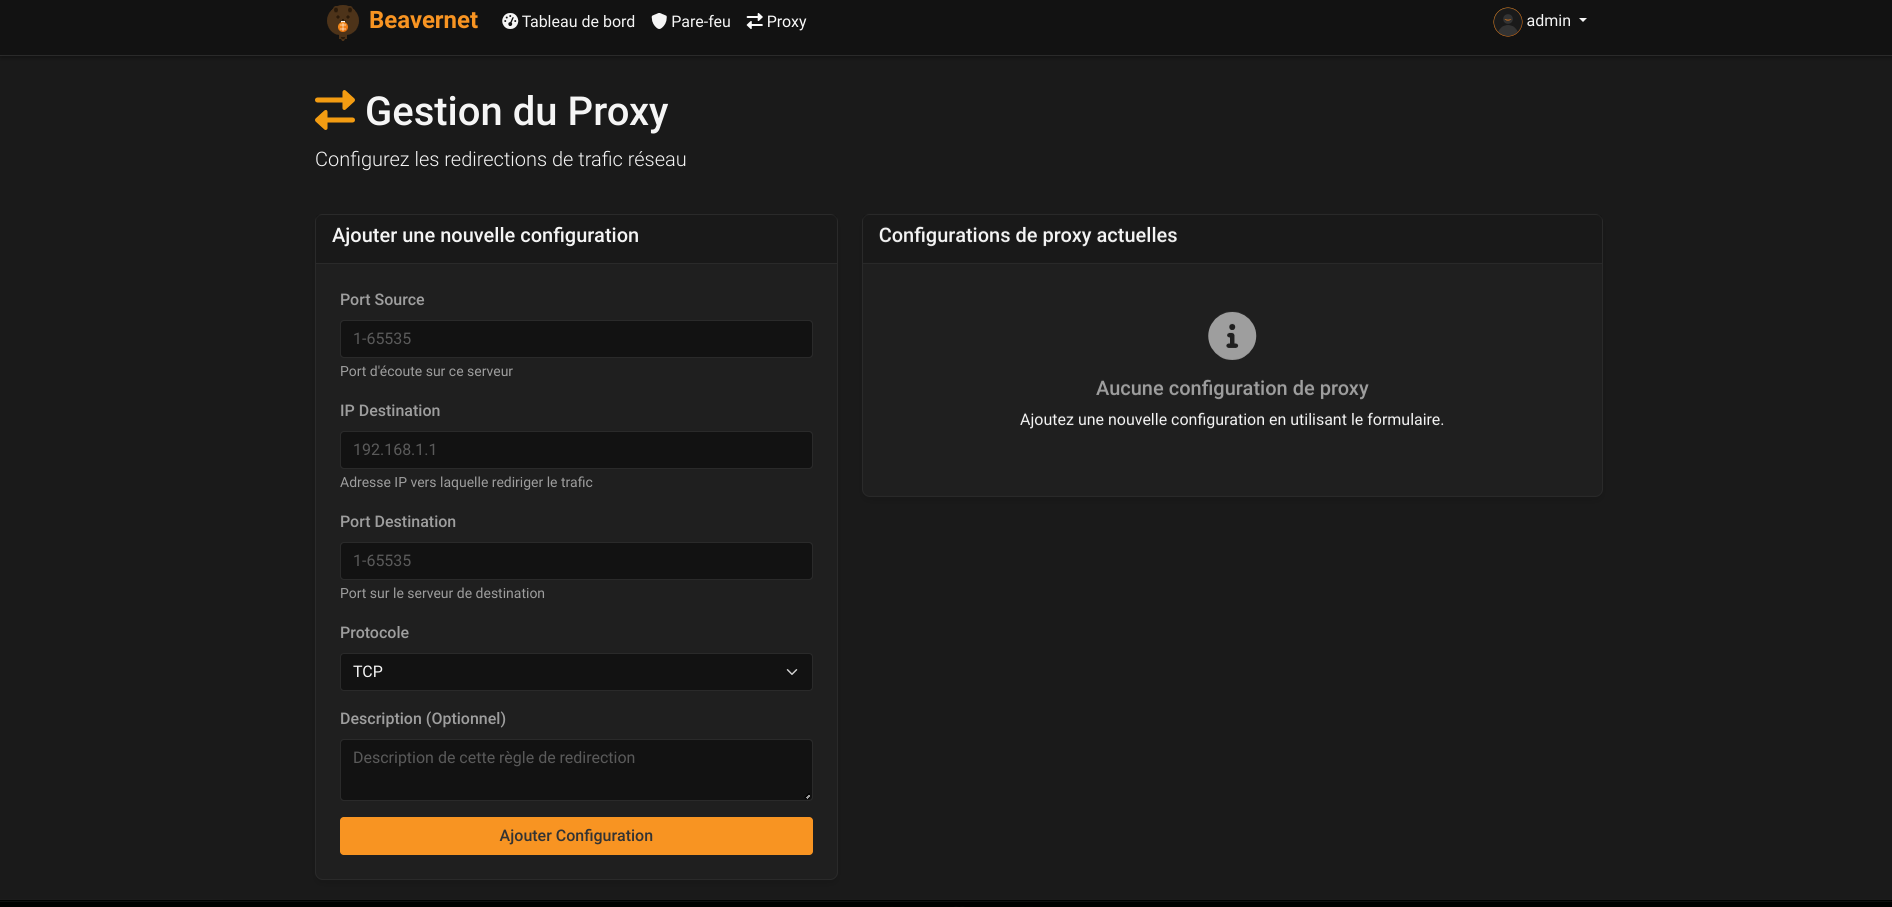 Beavernet Tableau de bord Pare-feu Proxy admin
Gestion du Proxy
Configurez les redirections de trafic réseau
Ajouter une nouvelle configuration
Port Source
1-65535
Port d'écoute sur ce serveur
IP Destination
192.168.1.1
Adresse IP vers laquelle rediriger le trafic
Port Destination
1-65535
Port sur le serveur de destination
Protocole
TCP
Description (Optionnel)
Description de cette règle de redirection
Ajouter Configuration
Configurations de proxy actuelles
Aucune configuration de proxy
Ajoutez une nouvelle configuration en utilisant le formulaire.